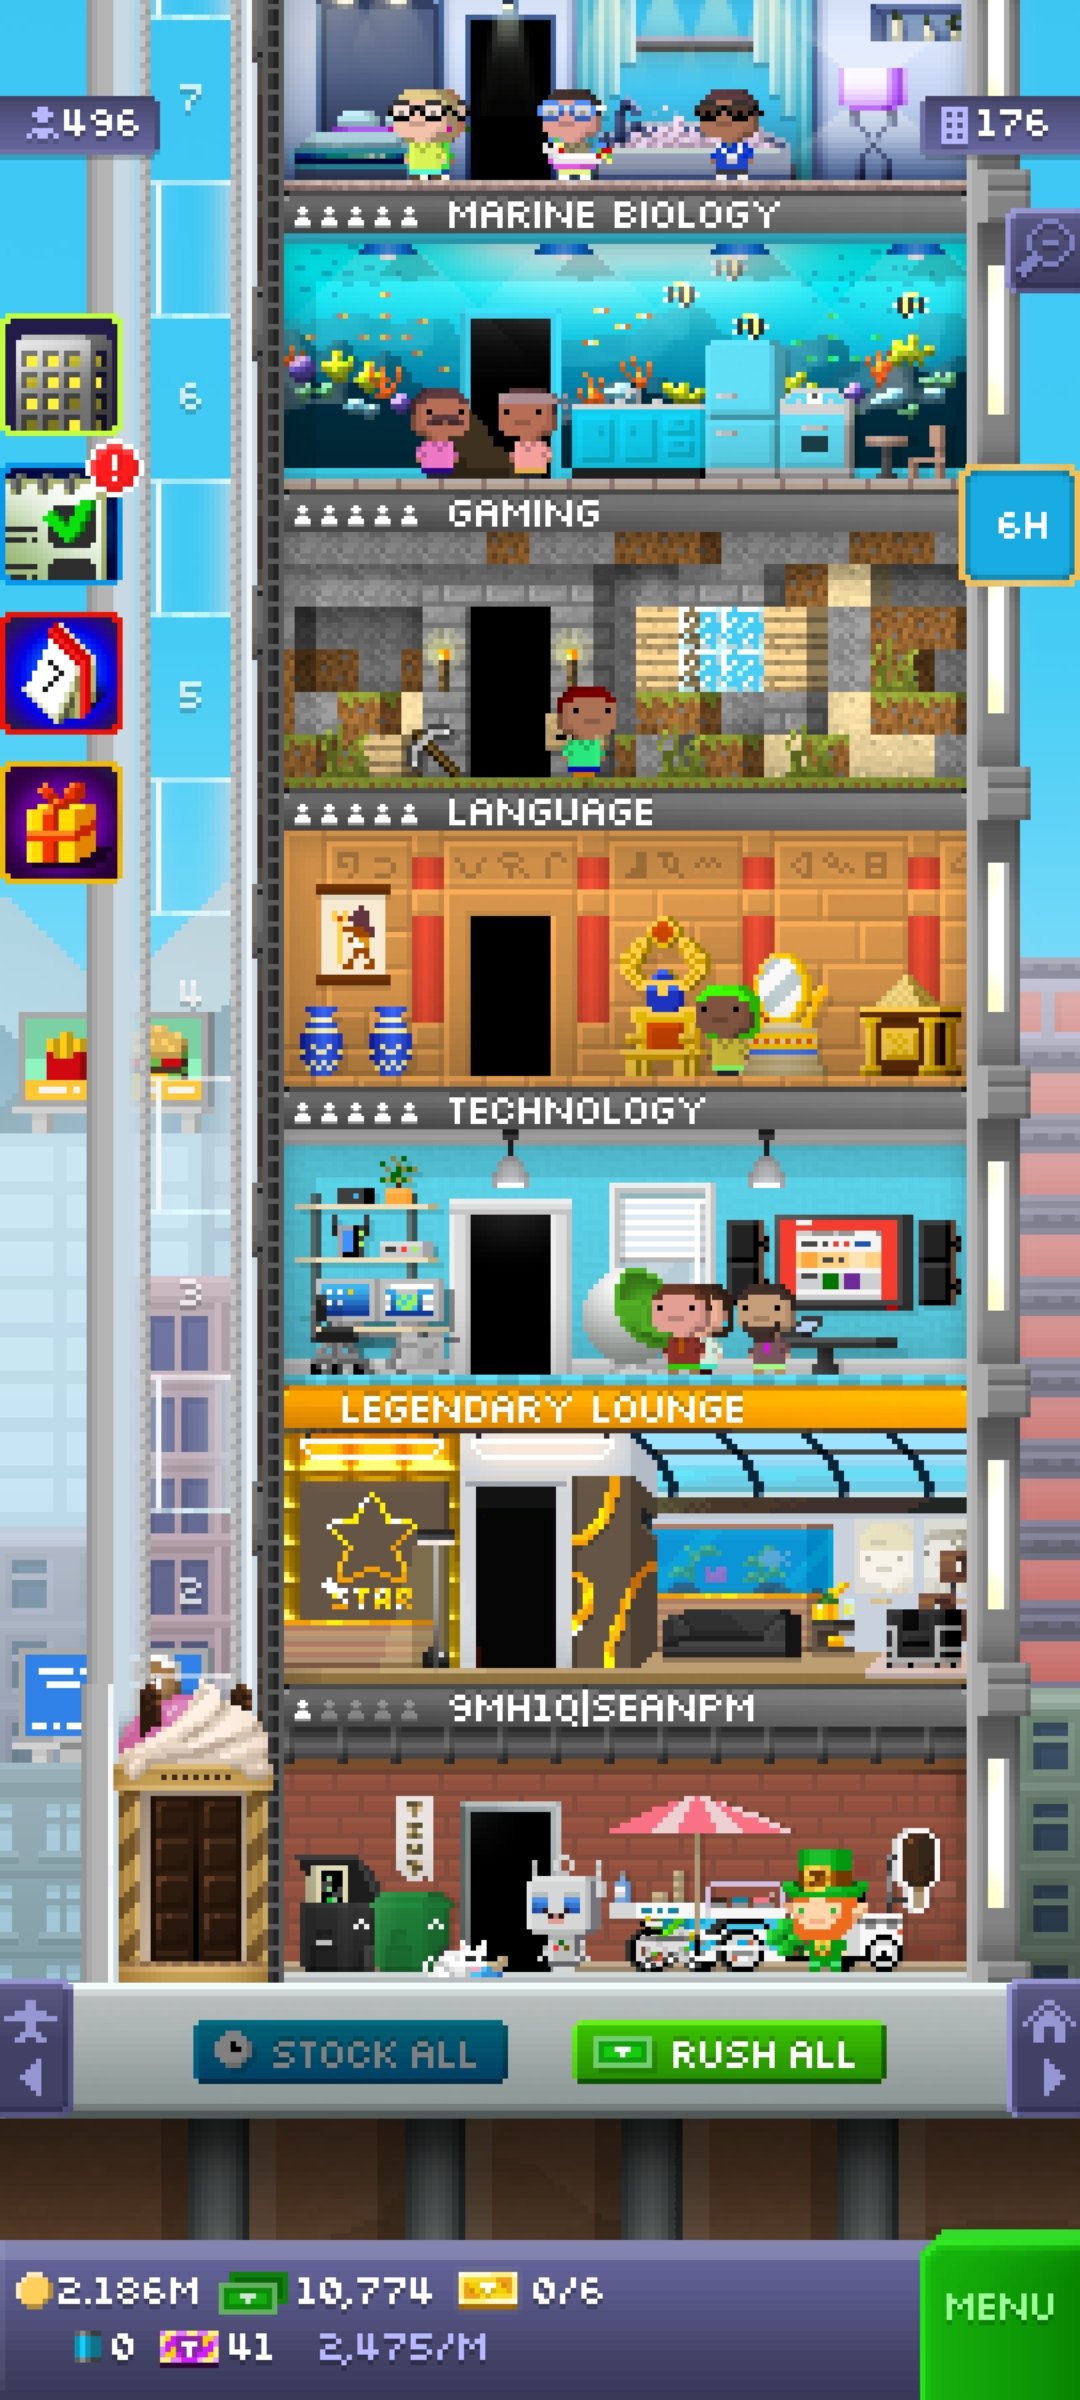 7
496
176
MARINE BIOLOGY
6
GAMING
6H
5
LANGUAGE
4
TECHNOLOGY
3
LEGENDARY LOUNGE
STAR
2
9MH1Q|SEANPM
STOCK ALL
RUSH ALL
2.186M
10,774
0/6
MENU
0
41
2,475/M